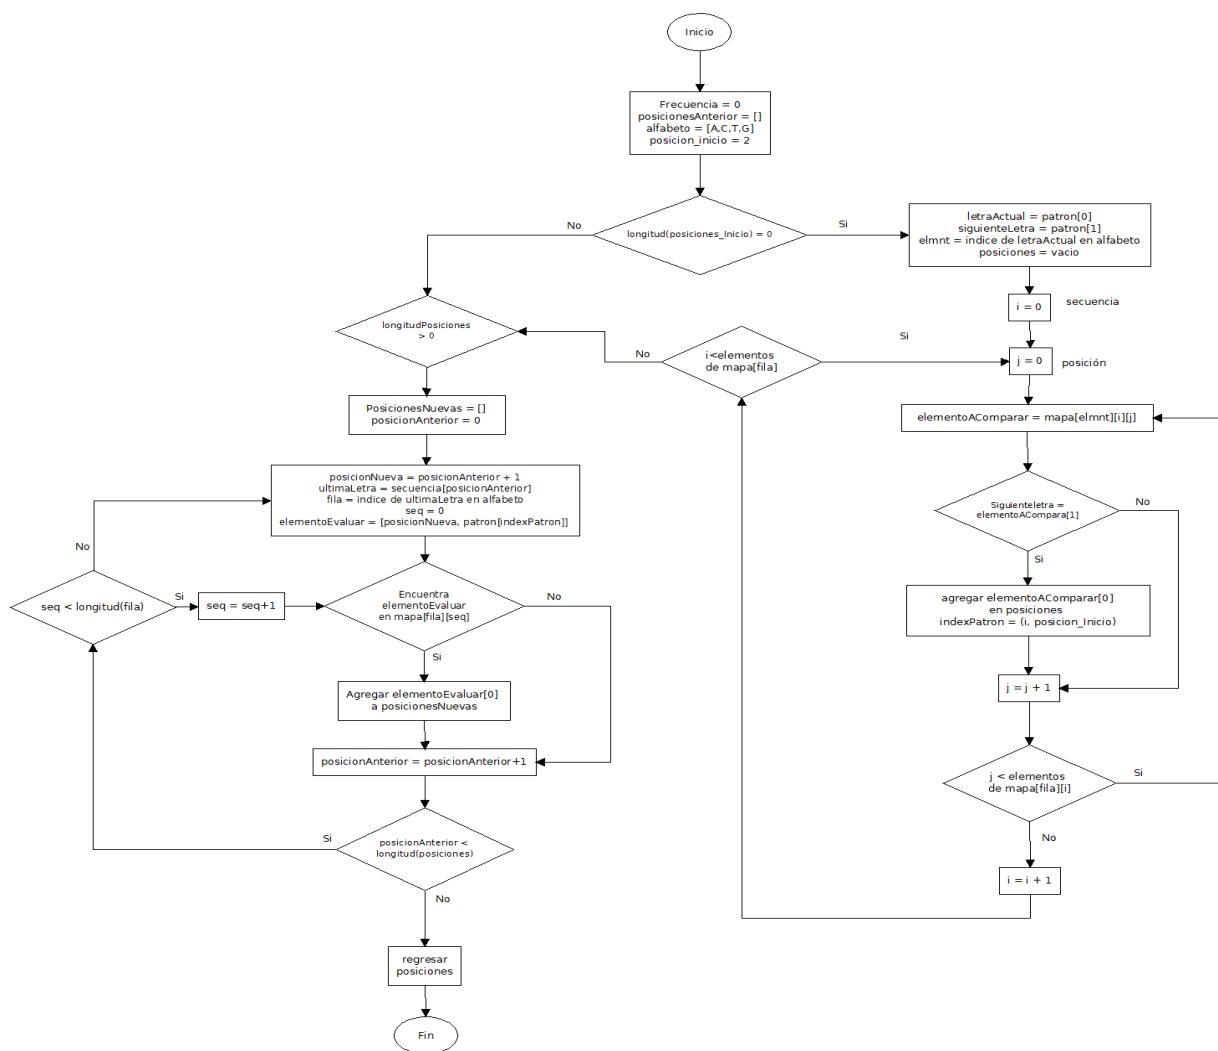 Inicio
Frecuencia = 0
posicionesAnterior = []
alfabeto = [A,C,T,G]
posicion_inicio = 2
longitud(posiciones_Inicio) = 0
No
Si
letraActual = patron[0]
siguienteLetra = patron[1]
elmnt = indice de letraActual en alfabeto
posiciones = vacio
i = 0
secuencia
j = 0
posición
elementoAComparar = mapa[elmnt][i][j]
Siguienteletra =
elementoACompara[1]
No
Si
agregar elementoAComparar[0]
en posiciones
indexPatron = (i, posicion_Inicio)
j = j + 1
j < elementos
de mapa[fila][i]
Si
No
i = i + 1
i<elementos
de mapa[fila]
Si
No
longitudPosiciones
> 0
PosicionesNuevas = []
posicionAnterior = 0
posicionNueva = posicionAnterior + 1
ultimaLetra = secuencia[posicionAnterior]
fila = indice de ultimaLetra en alfabeto
seq = 0
elementoEvaluar = [posicionNueva, patron[indexPatron]]
No
seq < longitud(fila)
Si
seq = seq+1
Encuentra
elementoEvaluar
en mapa[fila][seq]
No
Si
Agregar elementoEvaluar[0]
a posicionesNuevas
posicionAnterior = posicionAnterior+1
posicionAnterior <
longitud(posiciones)
Si
No
regresar
posiciones
Fin